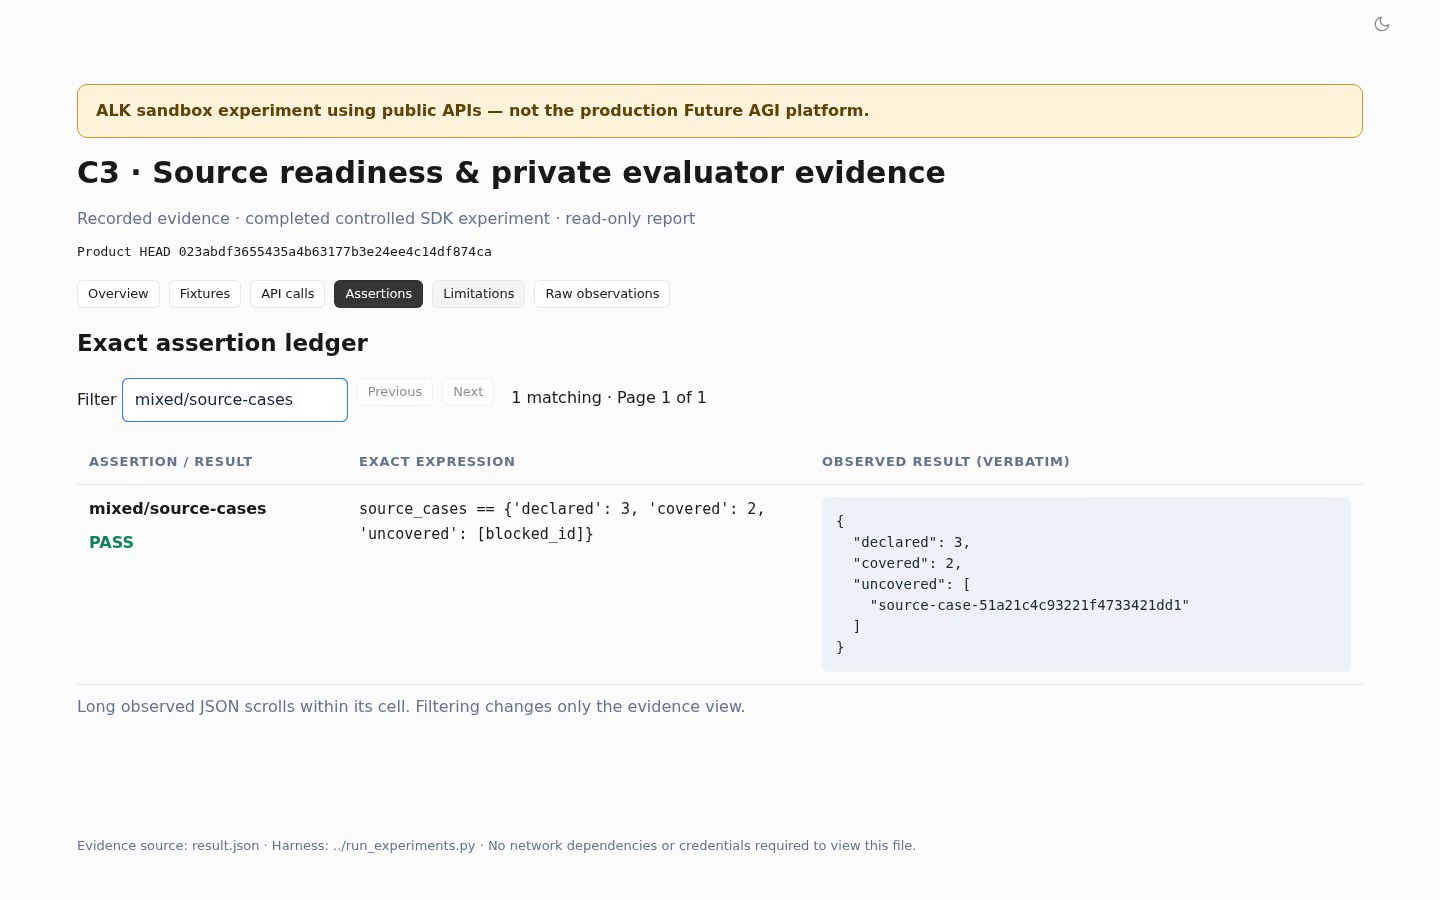 ALK sandbox experiment using public APIs — not the production Future AGI platform.
C3 · Source readiness & private evaluator evidence
Recorded evidence · completed controlled SDK experiment · read-only report
Product HEAD 023abdf3655435a4b63177b3e24ee4c14df874ca
Overview Fixtures API calls Assertions Limitations Raw observations
Exact assertion ledger
Filter mixed/source-cases Previous Next 1 matching · Page 1 of 1
ASSERTION / RESULT EXACT EXPRESSION OBSERVED RESULT (VERBATIM)
mixed/source-cases
PASS
source_cases == {'declared': 3, 'covered': 2,
'uncovered': [blocked_id]}
{
  "declared": 3,
  "covered": 2,
  "uncovered": [
    "source-case-51a21c4c93221f4733421dd1"
  ]
}
Long observed JSON scrolls within its cell. Filtering changes only the evidence view.
Evidence source: result.json · Harness: ../run_experiments.py · No network dependencies or credentials required to view this file.